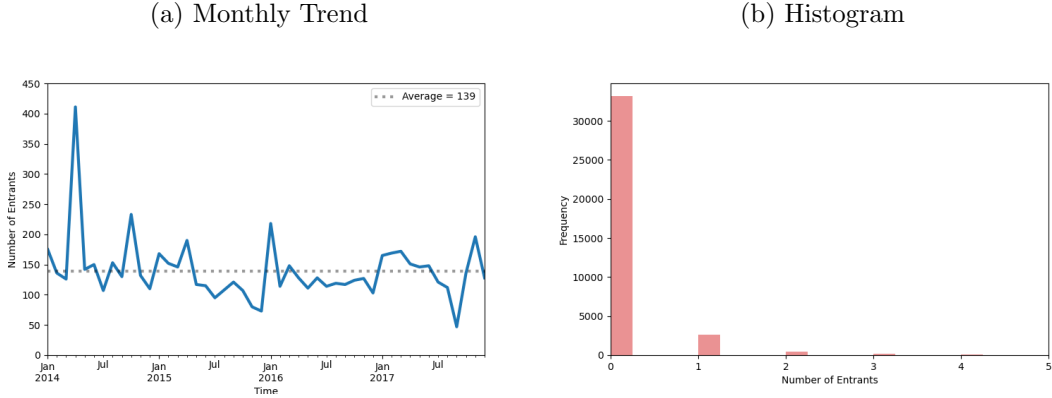 (a) Monthly Trend
(b) Histogram
450
400
350
300
250
200
150
100
50
0
Number of Entrants
Average = 139
Jan
2014
Jul
Jan
2015
Jul
Jan
2016
Jul
Jan
2017
Jul
Time
30000
25000
20000
15000
10000
5000
0
Frequency
0
1
2
3
4
5
Number of Entrants